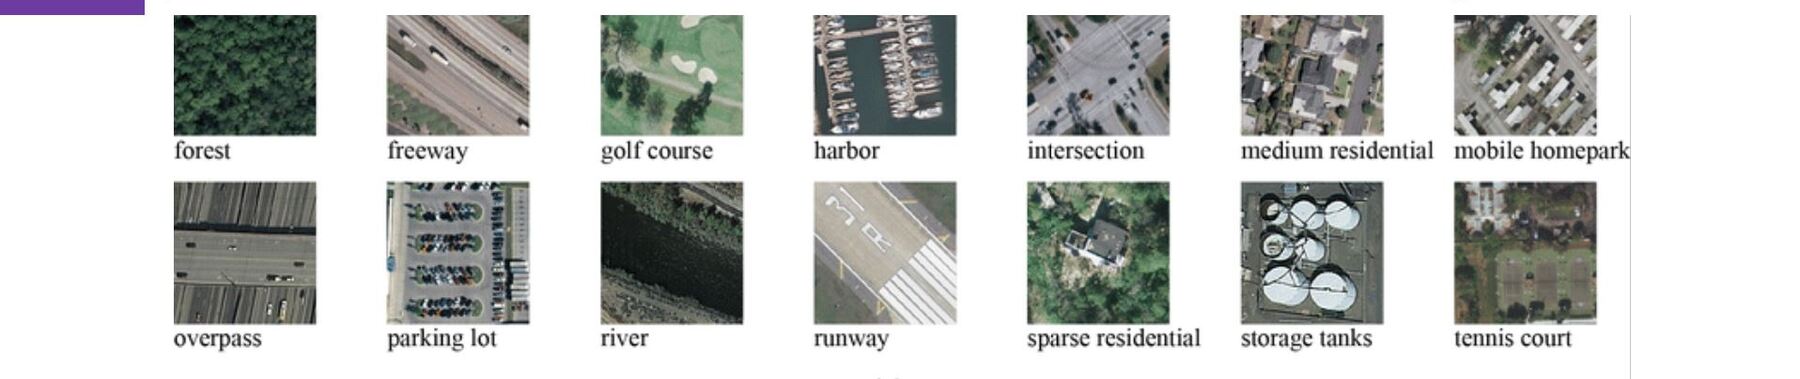 forest freeway golf course harbor intersection medium residential mobile homepark
overpass parking lot river runway sparse residential storage tanks tennis court